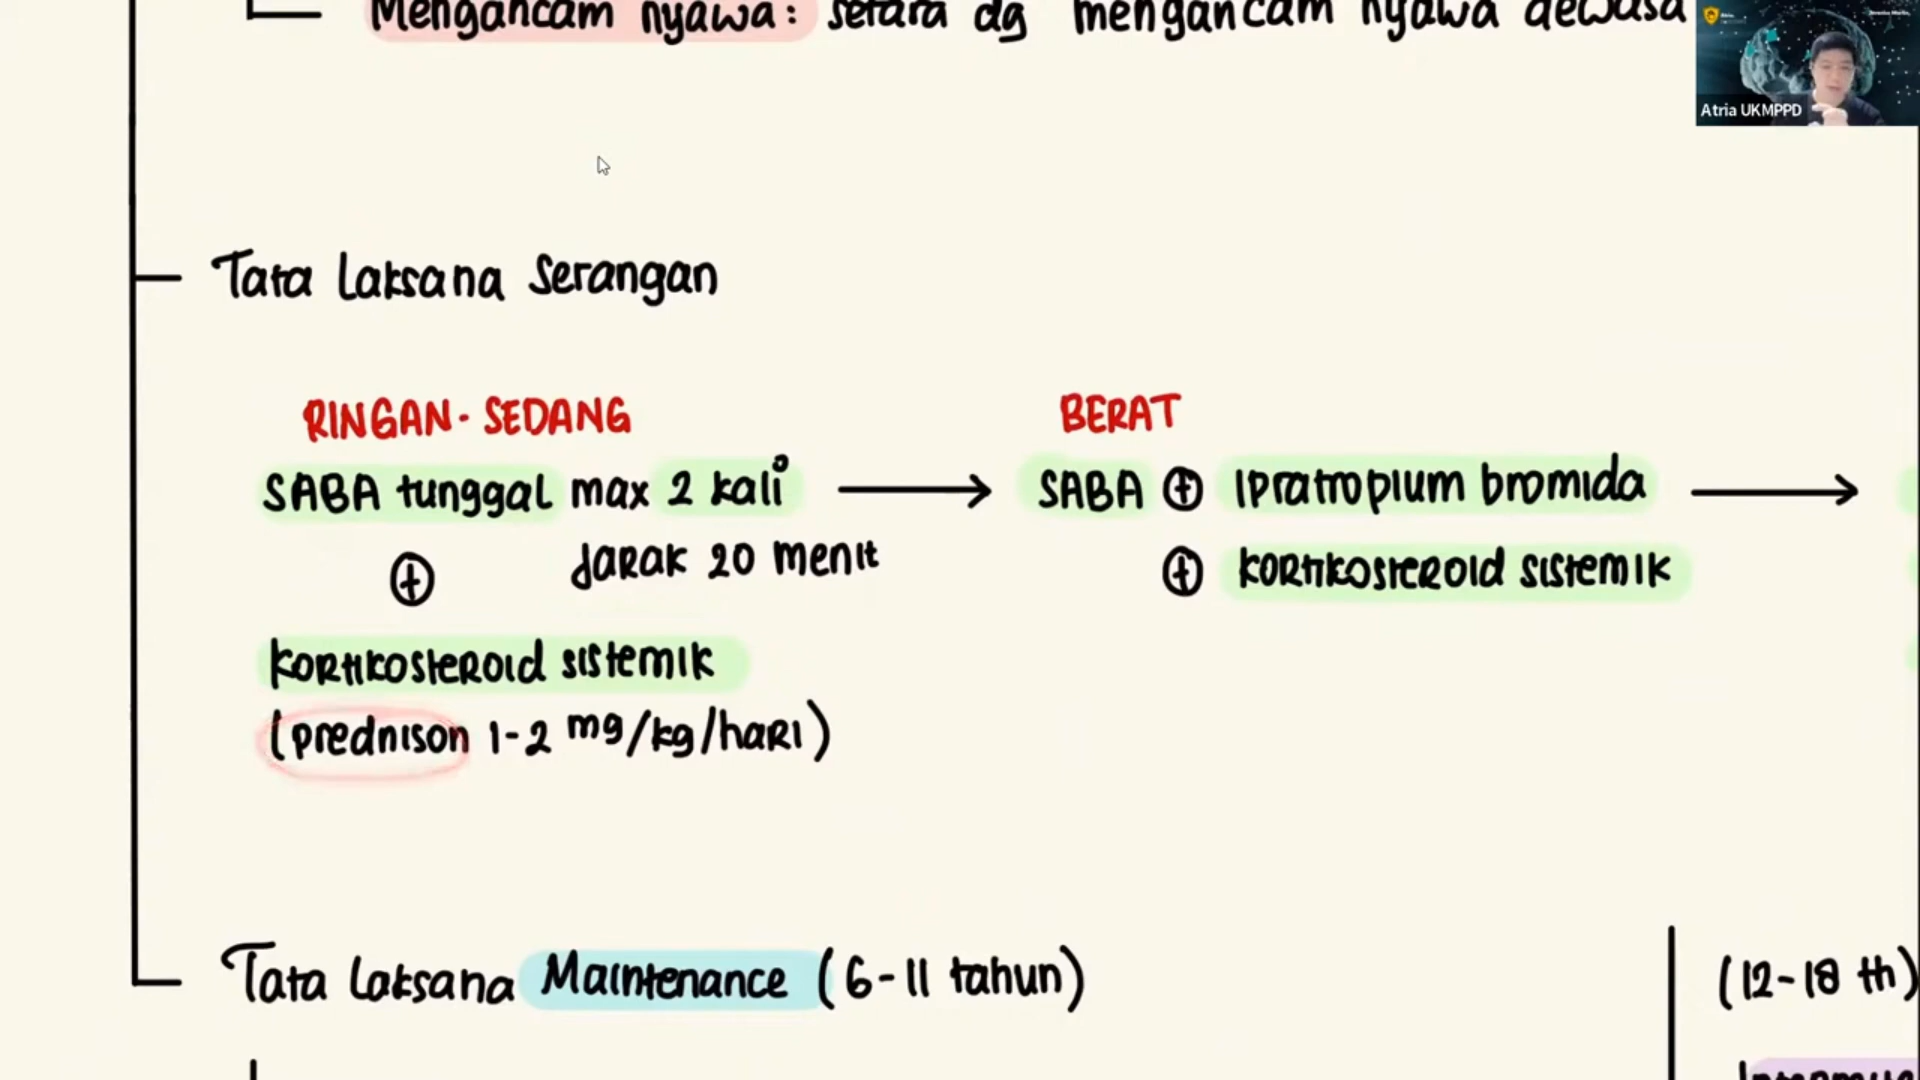 Mengancam nyawa: setara dg mengancam nyawa dewasa
Atria UKMPPD
Tata Laksana Serangan
RINGAN - SEDANG
SABA tunggal max 2 kali
jarak 20 menit
+
kortikosteroid sistemik
(prednison 1-2 mg/kg/hari)
BERAT
SABA + Ipratropium bromida
+ kortikosteroid sistemik
Tata Laksana Maintenance (6-11 tahun)
(12-18 th)